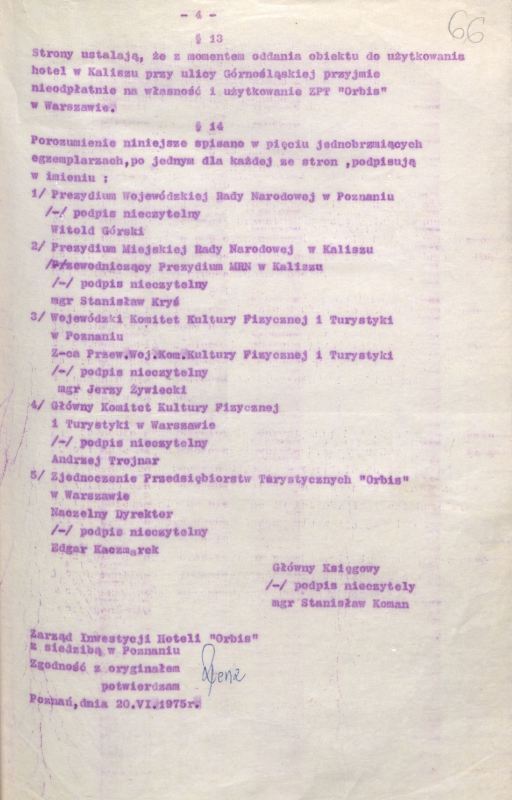 - 4 -
66
§ 13
Strony ustalają, że z momentem oddania obiektu do użytkowania
hotel w Kaliszu przy ulicy Górnośląskiej przyjmie
nieodpłatnie na własność i użytkowanie ZPT "Orbis"
w Warszawie.
§ 14
Porozumienie niniejsze spisano w pięciu jednobrzmiących
egzemplarzach,po jednym dla każdej ze stron ,podpisują
w imieniu :
1/ Prezydium Wojewódzkiej Rady Narodowej w Poznaniu
/-/ podpis nieczytelny
Witold Górski
2/ Prezydium Miejskiej Rady Narodowej w Kaliszu
Przewodniczący Prezydium MRN w Kaliszu
/-/ podpis nieczytelny
mgr Stanisław Kryś
3/ Wojewódzki Komitet Kultury Fizycznej i Turystyki
w Poznaniu
Z-ca Przew.Woj.Kom.Kultury Fizycznej i Turystyki
/-/ podpis nieczytelny
mgr Jerzy Żywiecki
4/ Główny Komitet Kultury Fizycznej
i Turystyki w Warszawie
/-/ podpis nieczytelny
Andrzej Trojnar
5/ Zjednoczenie Przedsiębiorstw Turystycznych "Orbis"
w Warszawie
Naczelny Dyrektor
/-/ podpis nieczytelny
Edgar Kaczmarek
Główny Księgowy
/-/ podpis nieczytely
mgr Stanisław Koman
Zarząd Inwestycji Hoteli "Orbis"
z siedzibą w Poznaniu
Zgodność z oryginałem
potwierdzam
Poznań,dnia 20.VI.1975r.